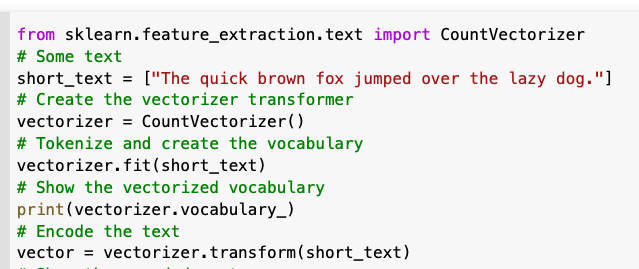 from sklearn.feature_extraction.text import CountVectorizer
# Some text
short_text = ["The quick brown fox jumped over the lazy dog."]
# Create the vectorizer transformer
vectorizer = CountVectorizer()
# Tokenize and create the vocabulary
vectorizer.fit(short_text)
# Show the vectorized vocabulary
print(vectorizer.vocabulary_)
# Encode the text
vector = vectorizer.transform(short_text)